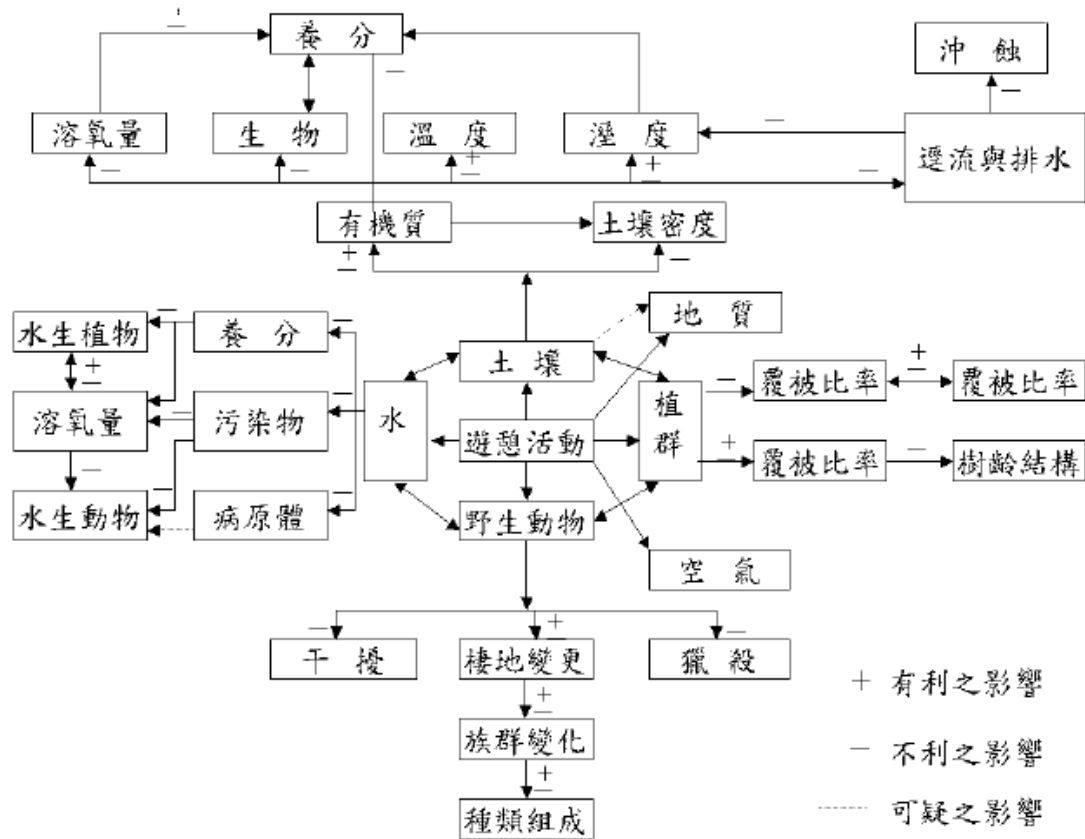 ±
養 分
沖 蝕
—
—
溶氧量
生 物
溫 度
溼 度
—
逕流與排水
—
—
±
±
—
有機質
土壤密度
±
—
地 質
水生植物
—
養 分
—
土 壤
±
溶氧量
—
污染物
—
水
遊憩活動
植群
—
覆被比率
±
覆被比率
±
覆被比率
—
樹齡結構
—
水生動物
—
病原體
—
野生動物
空 氣
—
干 擾
±
棲地變更
—
獵 殺
±
族群變化
±
種類組成
+ 有利之影響
— 不利之影響
可疑之影響